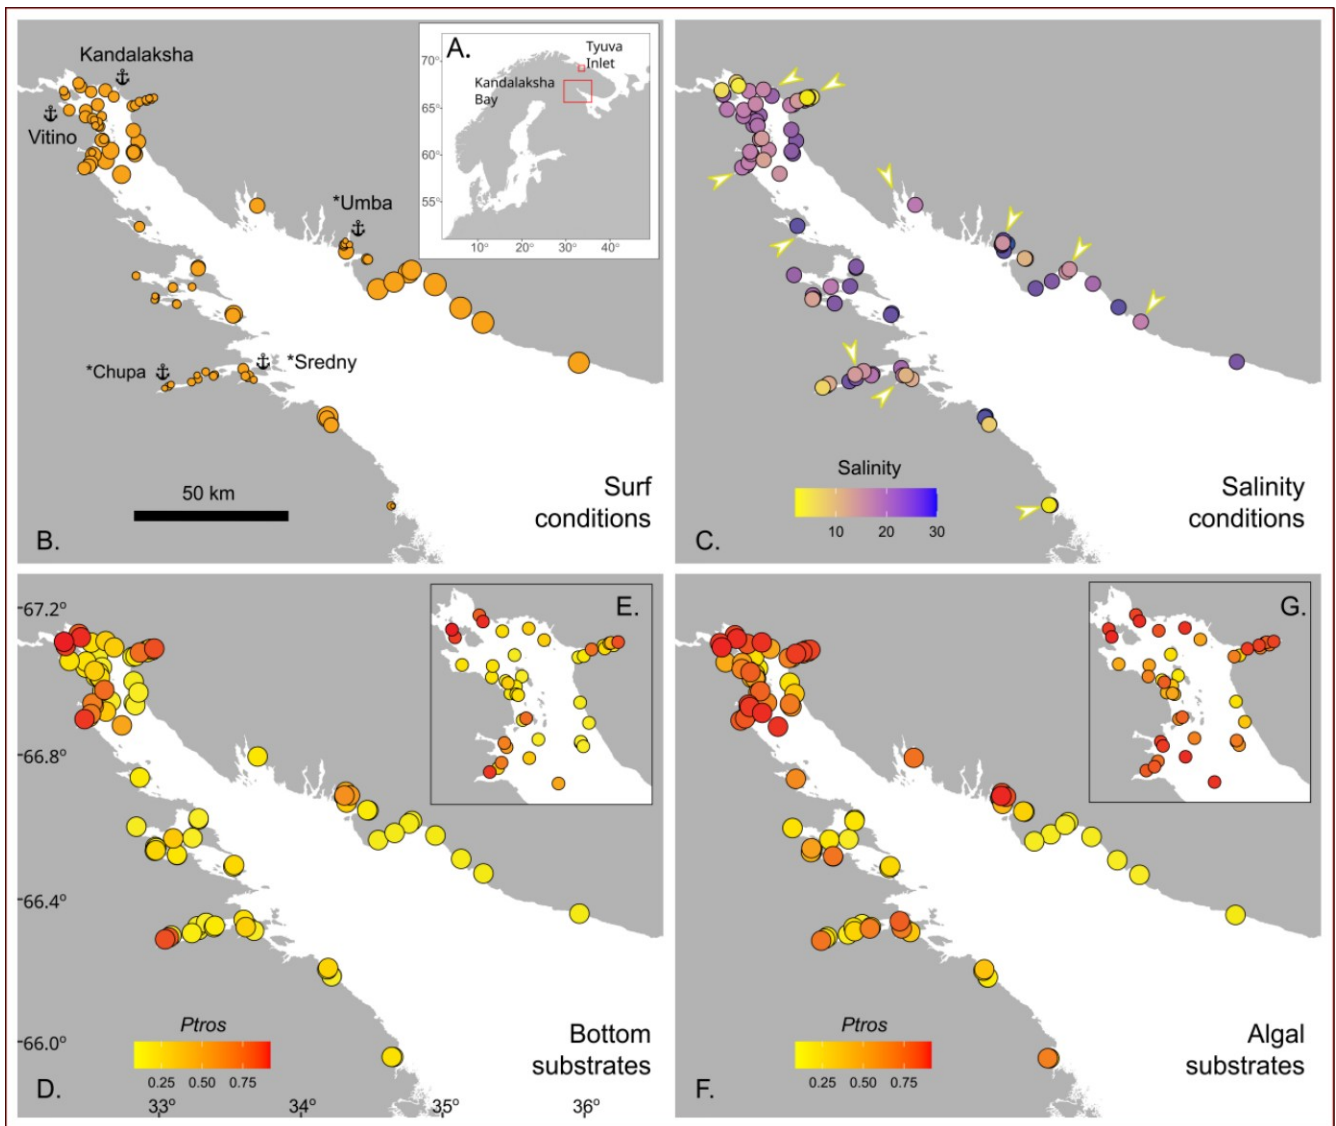 Kandalaksha
Vitino
*Umba
*Chupa
*Sredny
50 km
Surf
conditions
B.
A.
Tyuva
Inlet
Kandalaksha
Bay
70°
65°
60°
55°
10°
20°
30°
40°
Salinity
10
20
30
Salinity
conditions
C.
67.2°
66.8°
66.4°
66.0°
E.
Ptros
0.25
0.50
0.75
Bottom
substrates
D.
33°
34°
35°
36°
G.
Ptros
0.25
0.50
0.75
Algal
substrates
F.